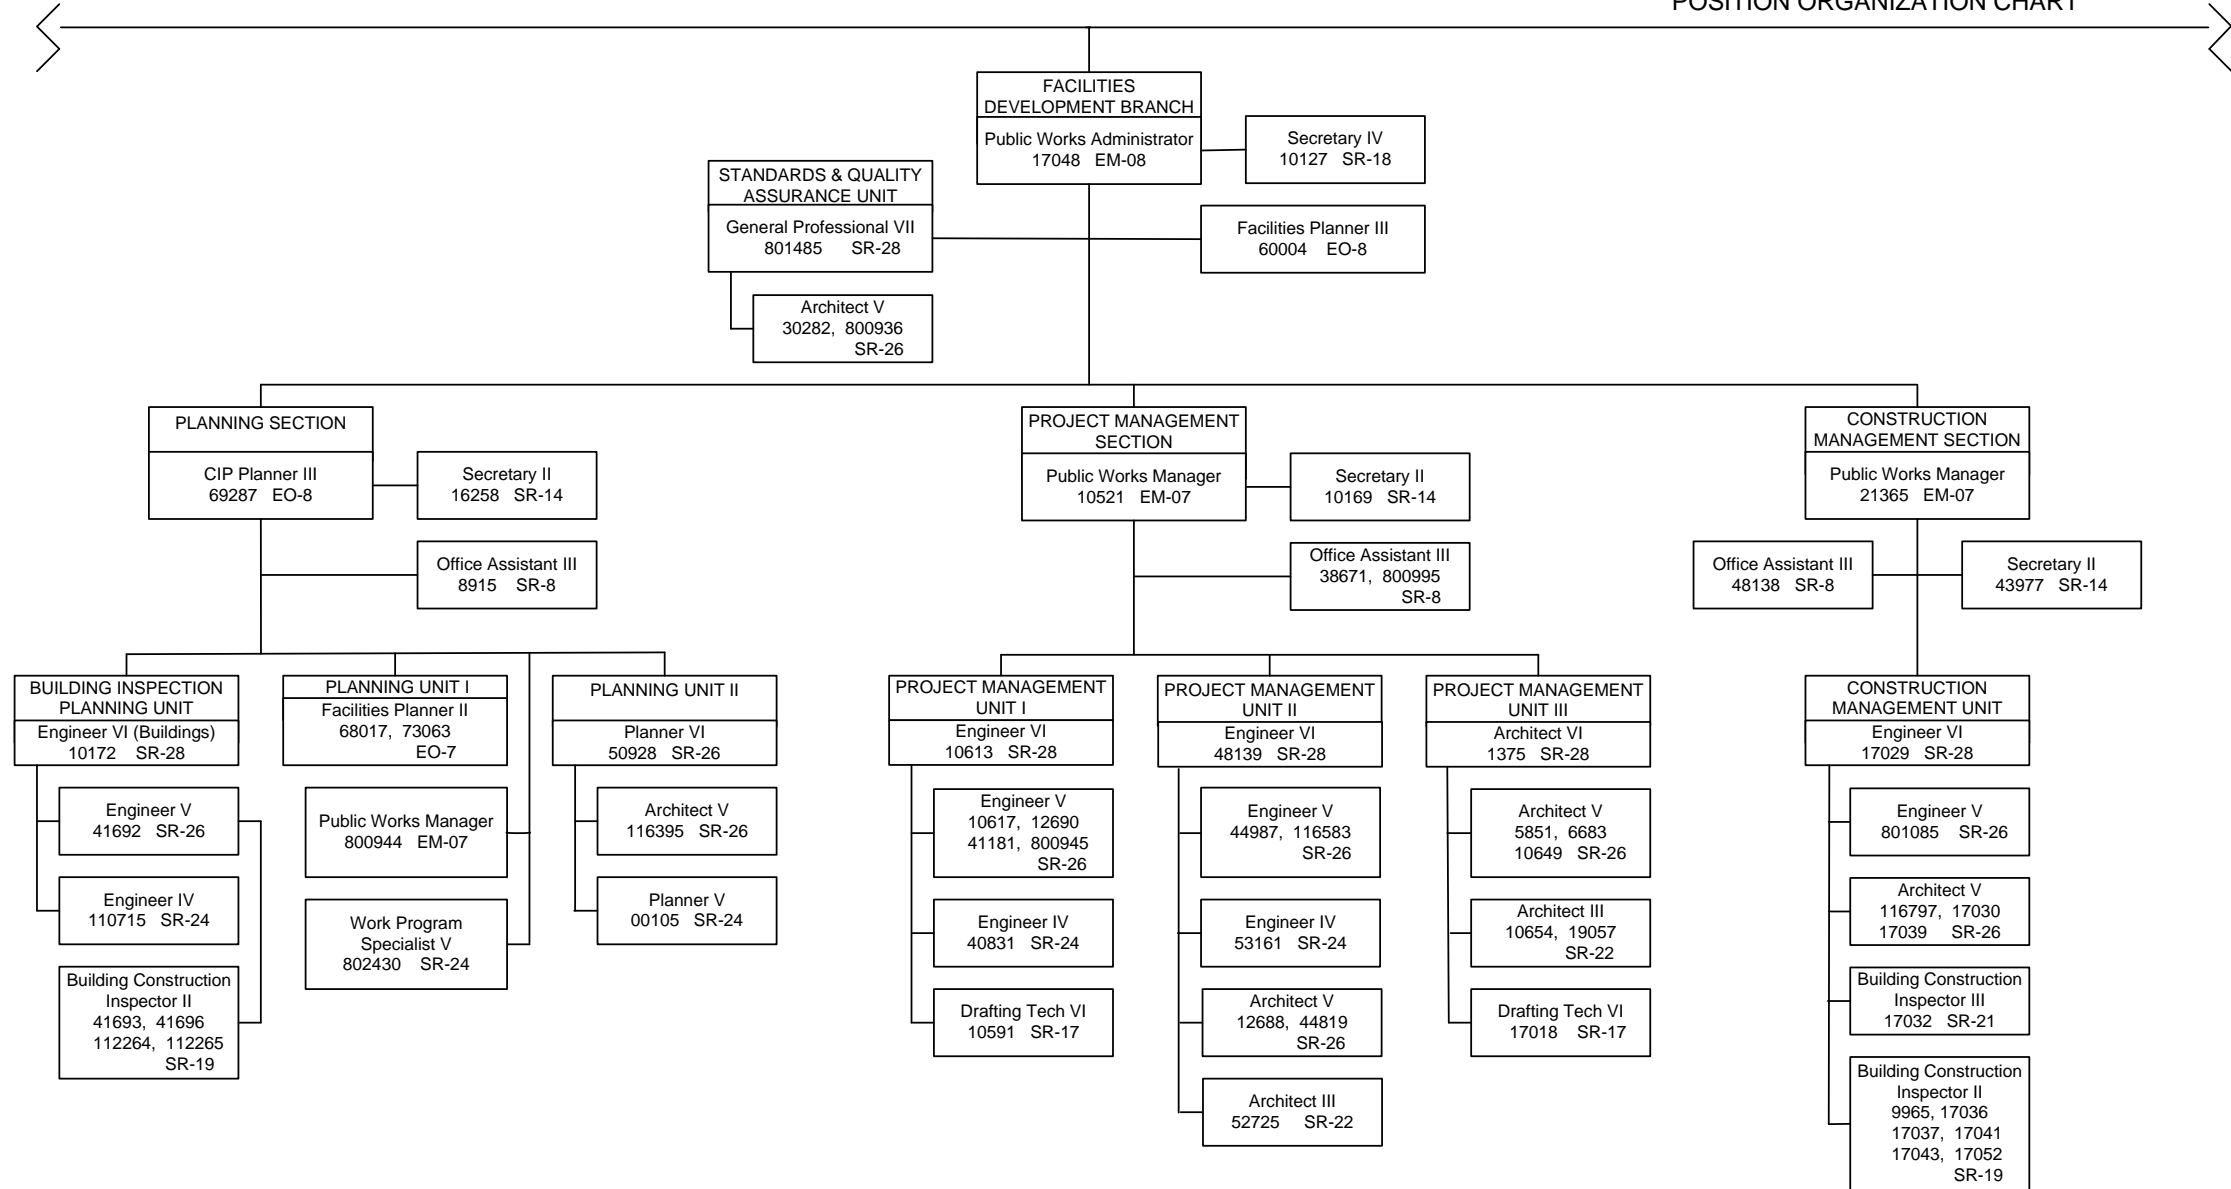 POSITION ORGANIZATION CHART
FACILITIES
DEVELOPMENT BRANCH
Public Works Administrator
17048 EM-08
Secretary IV
10127 SR-18
STANDARDS & QUALITY
ASSURANCE UNIT
General Professional VII
801485 SR-28
Facilities Planner III
60004 EO-8
Architect V
30282, 800936
SR-26
PLANNING SECTION
CIP Planner III
69287 EO-8
Secretary II
16258 SR-14
Office Assistant III
8915 SR-8
PROJECT MANAGEMENT
SECTION
Public Works Manager
10521 EM-07
Secretary II
10169 SR-14
Office Assistant III
38671, 800995
SR-8
CONSTRUCTION
MANAGEMENT SECTION
Public Works Manager
21365 EM-07
Office Assistant III
48138 SR-8
Secretary II
43977 SR-14
BUILDING INSPECTION
PLANNING UNIT
Engineer VI (Buildings)
10172 SR-28
Engineer V
41692 SR-26
Engineer IV
110715 SR-24
Building Construction
Inspector II
41693, 41696
112264, 112265
SR-19
PLANNING UNIT I
Facilities Planner II
68017, 73063
EO-7
Public Works Manager
800944 EM-07
Work Program
Specialist V
802430 SR-24
PLANNING UNIT II
Planner VI
50928 SR-26
Architect V
116395 SR-26
Planner V
00105 SR-24
PROJECT MANAGEMENT
UNIT I
Engineer VI
10613 SR-28
Engineer V
10617, 12690
41181, 800945
SR-26
Engineer IV
40831 SR-24
Drafting Tech VI
10591 SR-17
PROJECT MANAGEMENT
UNIT II
Engineer VI
48139 SR-28
Engineer V
44987, 116583
SR-26
Engineer IV
53161 SR-24
Architect V
12688, 44819
SR-26
Architect III
52725 SR-22
PROJECT MANAGEMENT
UNIT III
Architect VI
1375 SR-28
Architect V
5851, 6683
10649 SR-26
Architect III
10654, 19057
SR-22
Drafting Tech VI
17018 SR-17
CONSTRUCTION
MANAGEMENT UNIT
Engineer VI
17029 SR-28
Engineer V
801085 SR-26
Architect V
116797, 17030
17039 SR-26
Building Construction
Inspector III
17032 SR-21
Building Construction
Inspector II
9965, 17036
17037, 17041
17043, 17052
SR-19